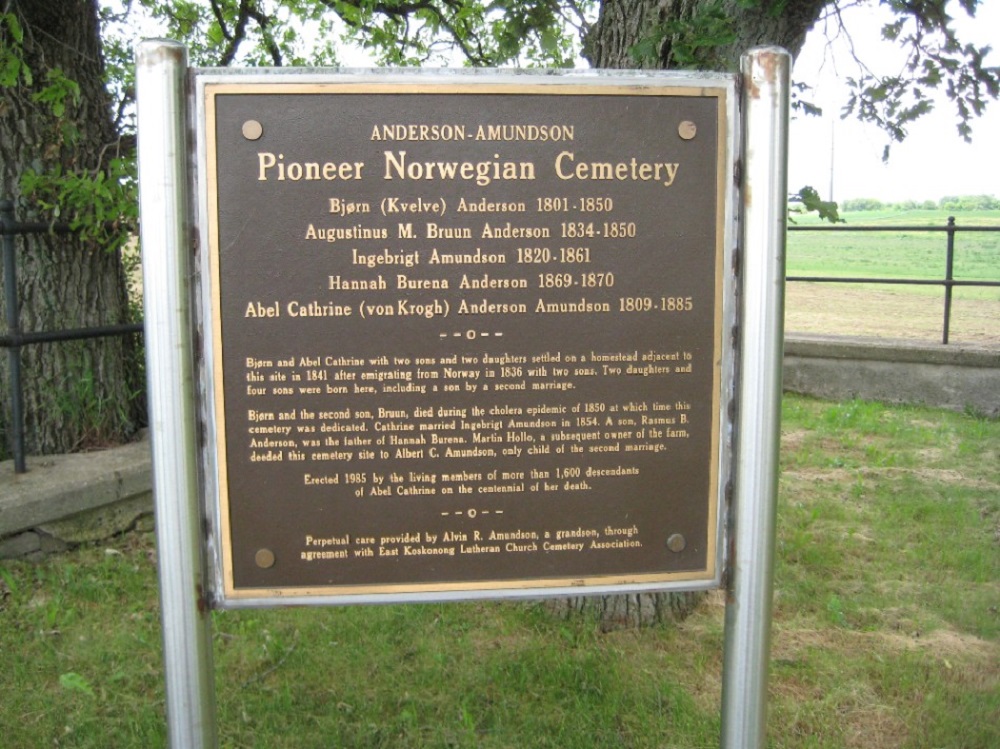 ANDERSON-AMUNDSON
Pioneer Norwegian Cemetery
Bjørn (Kvelve) Anderson 1801-1850
Augustinus M. Bruun Anderson 1834-1850
Ingebrigt Amundson 1820-1861
Hannah Burena Anderson 1869-1870
Abel Cathrine (von Krogh) Anderson Amundson 1809-1885
--o--
Bjørn and Abel Cathrine with two sons and two daughters settled on a homestead adjacent to
this site in 1841 after emigrating from Norway in 1836 with two sons. Two daughters and
four sons were born here, including a son by a second marriage.
Bjørn and the second son, Bruun, died during the cholera epidemic of 1850 at which time this
cemetery was dedicated. Cathrine married Ingebrigt Amundson in 1854. A son, Rasmus B.
Anderson, was the father of Hannah Burena. Martin Hollo, a subsequent owner of the farm,
deeded this cemetery site to Albert C. Amundson, only child of the second marriage.
Erected 1985 by the living members of more than 1,600 descendants
of Abel Cathrine on the centennial of her death.
--o--
Perpetual care provided by Alvin R. Amundson, a grandson, through
agreement with East Koskonong Lutheran Church Cemetery Association.